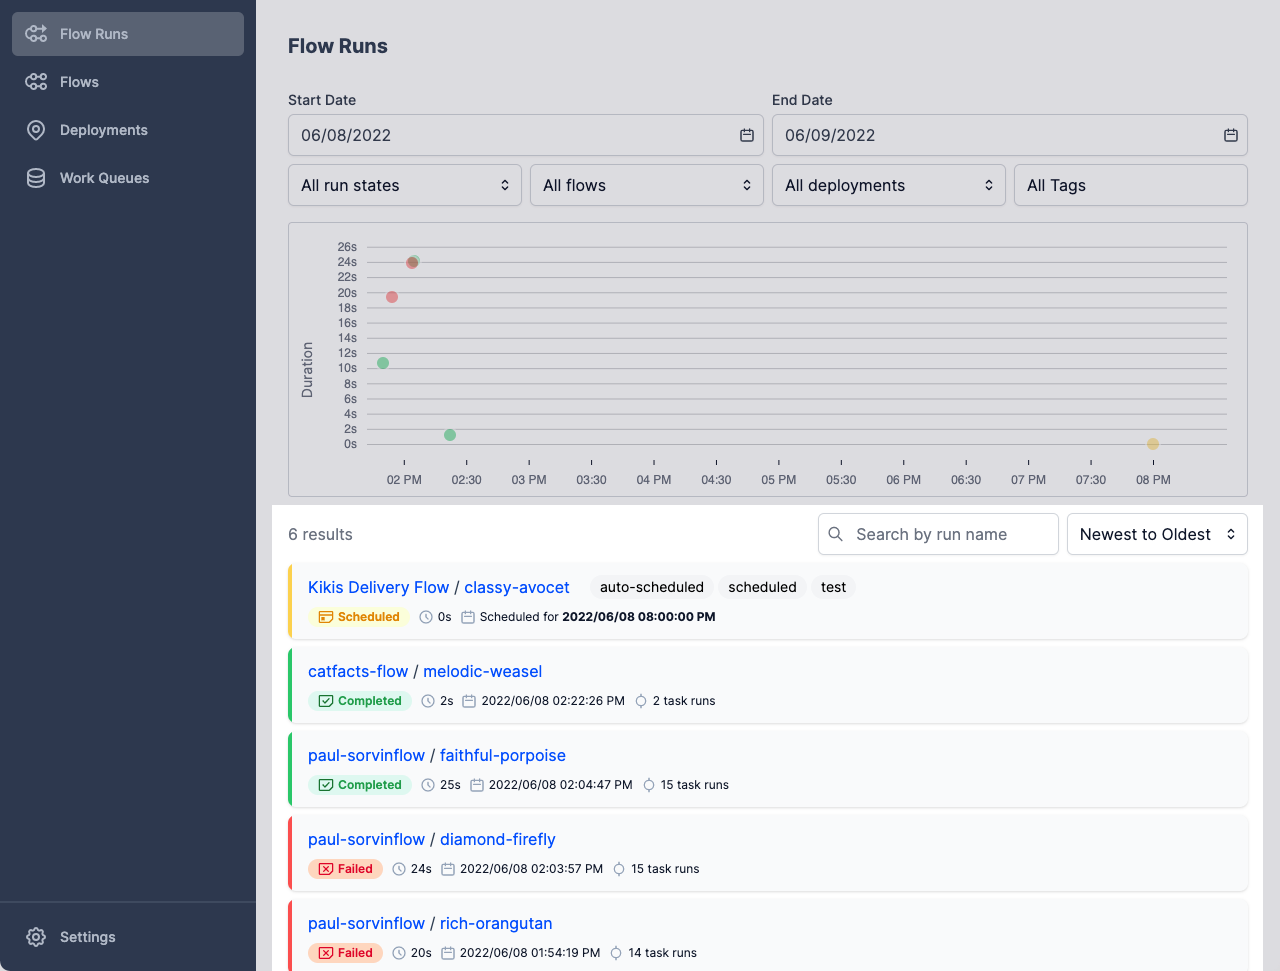 Flow Runs
Flows
Deployments
Work Queues
Settings
Flow Runs
Start Date
End Date
06/08/2022
06/09/2022
All run states
All flows
All deployments
All Tags
Duration
26s
24s
22s
20s
18s
16s
14s
12s
10s
8s
6s
4s
2s
0s
02 PM 02:30 03 PM 03:30 04 PM 04:30 05 PM 05:30 06 PM 06:30 07 PM 07:30 08 PM
6 results
Search by run name
Newest to Oldest
Kikis Delivery Flow / classy-avocet auto-scheduled scheduled test
Scheduled 0s Scheduled for 2022/06/08 08:00:00 PM
catfacts-flow / melodic-weasel
Completed 2s 2022/06/08 02:22:26 PM 2 task runs
paul-sorvinflow / faithful-porpoise
Completed 25s 2022/06/08 02:04:47 PM 15 task runs
paul-sorvinflow / diamond-firefly
Failed 24s 2022/06/08 02:03:57 PM 15 task runs
paul-sorvinflow / rich-orangutan
Failed 20s 2022/06/08 01:54:19 PM 14 task runs